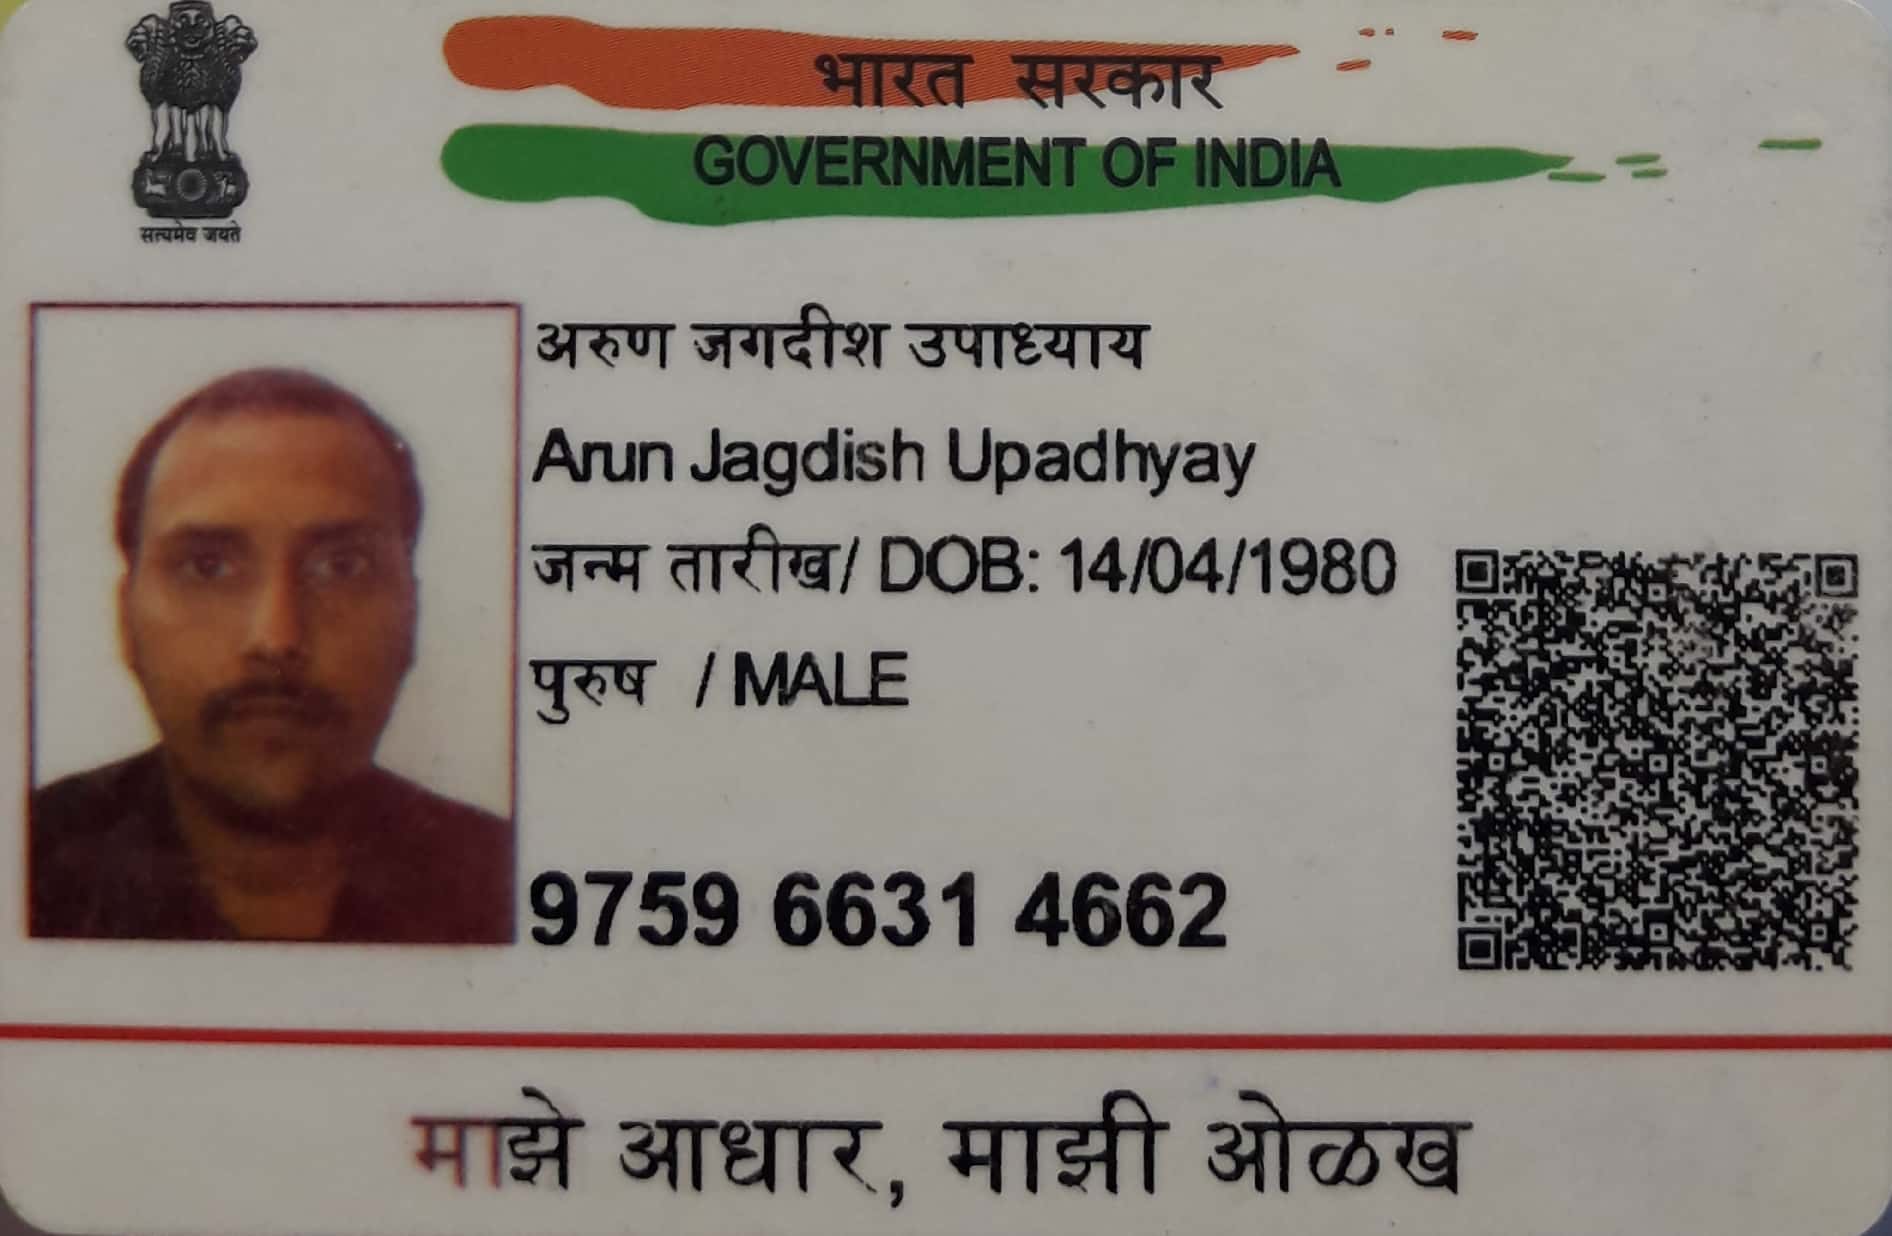 भारत सरकार
GOVERNMENT OF INDIA
सत्यमेव जयते
अरुण जगदीश उपाध्याय
Arun Jagdish Upadhyay
जन्म तारीख/ DOB: 14/04/1980
पुरुष / MALE
9759 6631 4662
माझे आधार, माझी ओळख